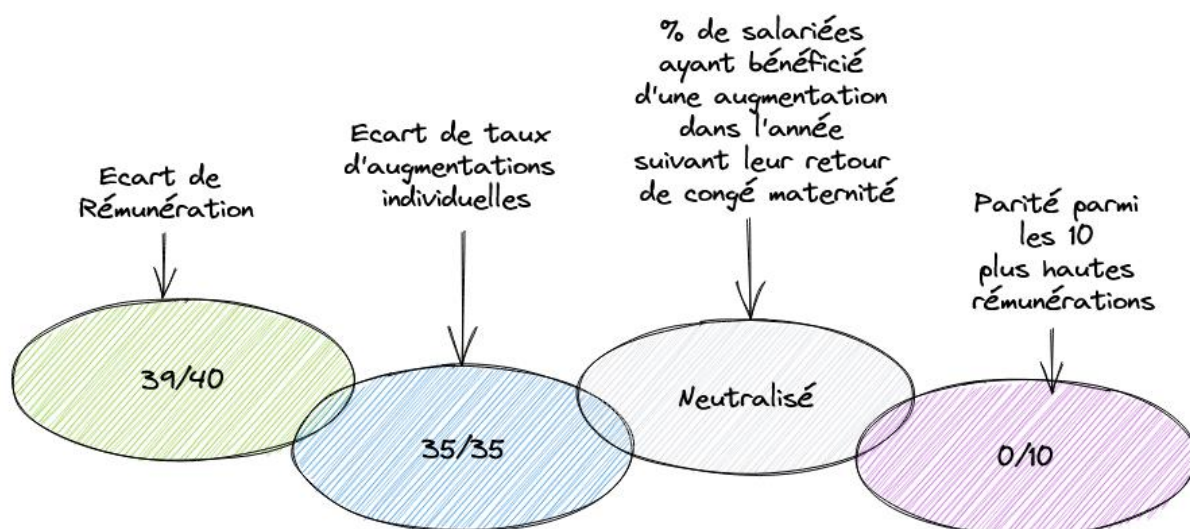 Ecart de
Rémunération
39/40
Ecart de taux
d'augmentations
individuelles
35/35
% de salariées
ayant bénéficié
d'une augmentation
dans l'année
suivant leur retour
de congé maternité
Neutralisé
Parité parmi
les 10
plus hautes
rémunérations
0/10